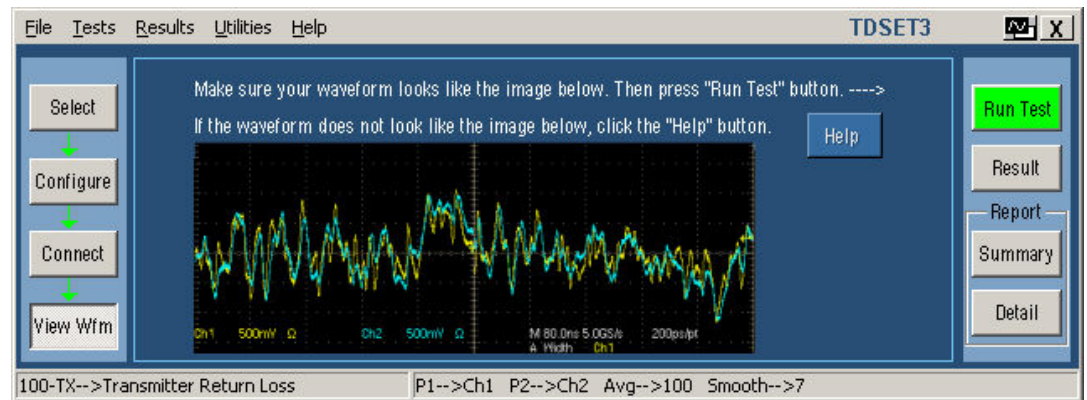 File Tests Results Utilities Help TDSET3 X
Make sure your waveform looks like the image below. Then press "Run Test" button. ---->
If the waveform does not look like the image below, click the "Help" button.
Help
Select
Configure
Connect
View Wfm
Ch1 500mV Ω Ch2 500mV Ω M 80.0ns 5.0GS/s 200ps/pt
A Width Ch1
Run Test
Result
Report
Summary
Detail
100-TX-->Transmitter Return Loss P1-->Ch1 P2-->Ch2 Avg-->100 Smooth-->7